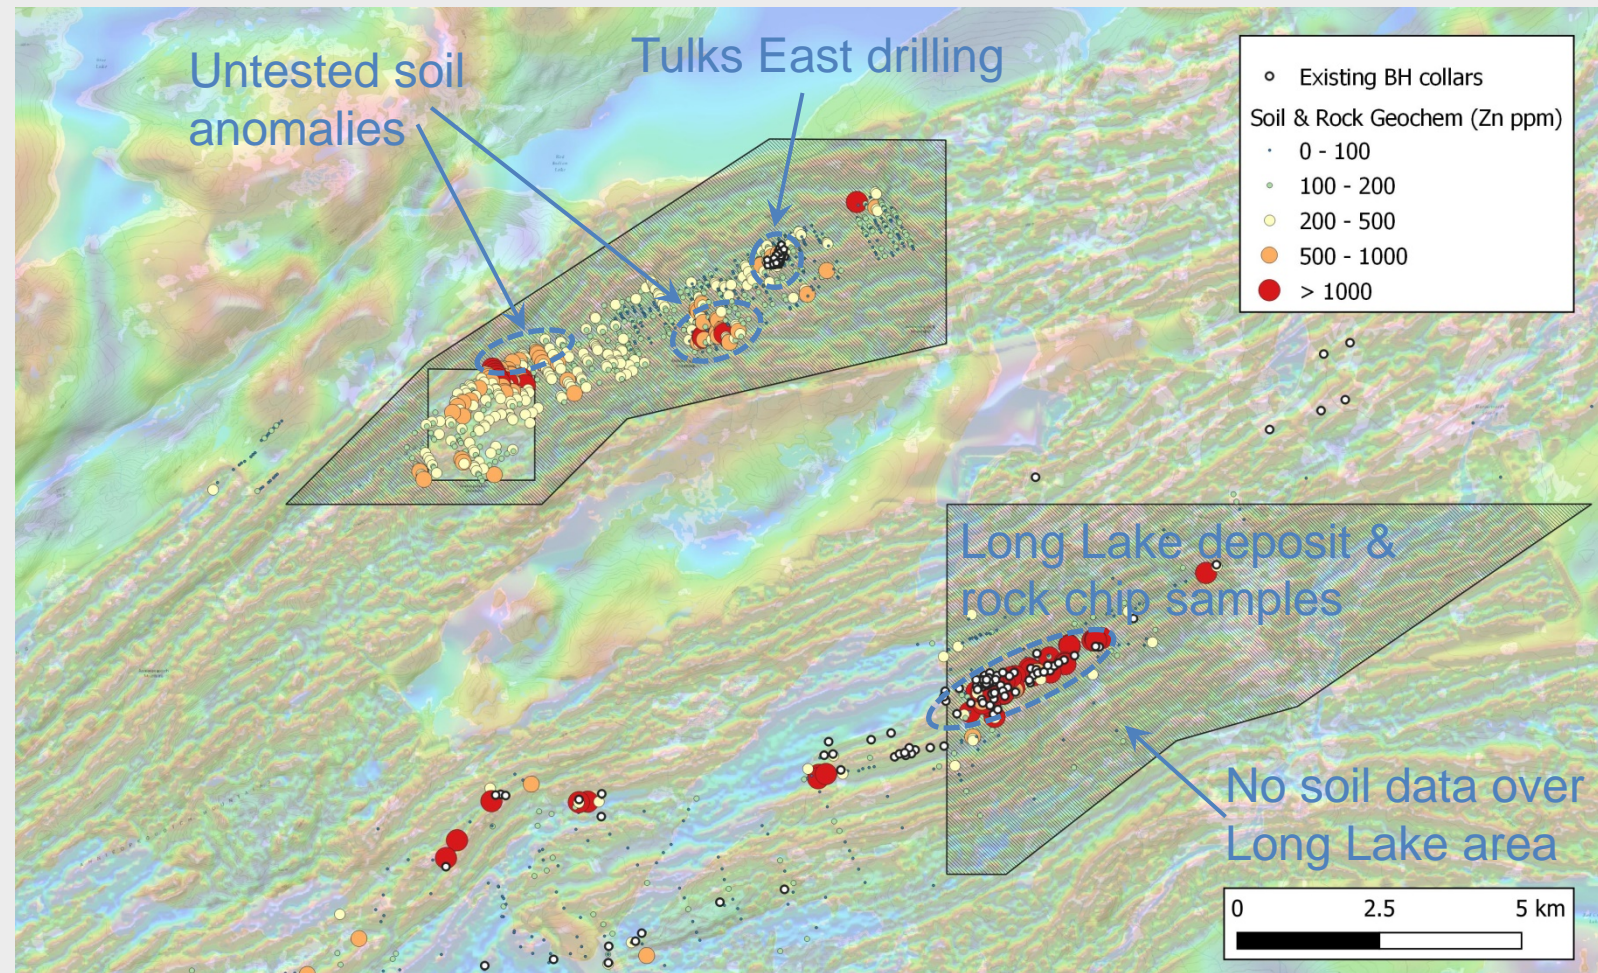 Untested soil
anomalies
Tulks East drilling
Existing BH collars
Soil & Rock Geochem (Zn ppm)
0 - 100
100 - 200
200 - 500
500 - 1000
> 1000
Long Lake deposit &
rock chip samples
No soil data over
Long Lake area
0 2.5 5 km